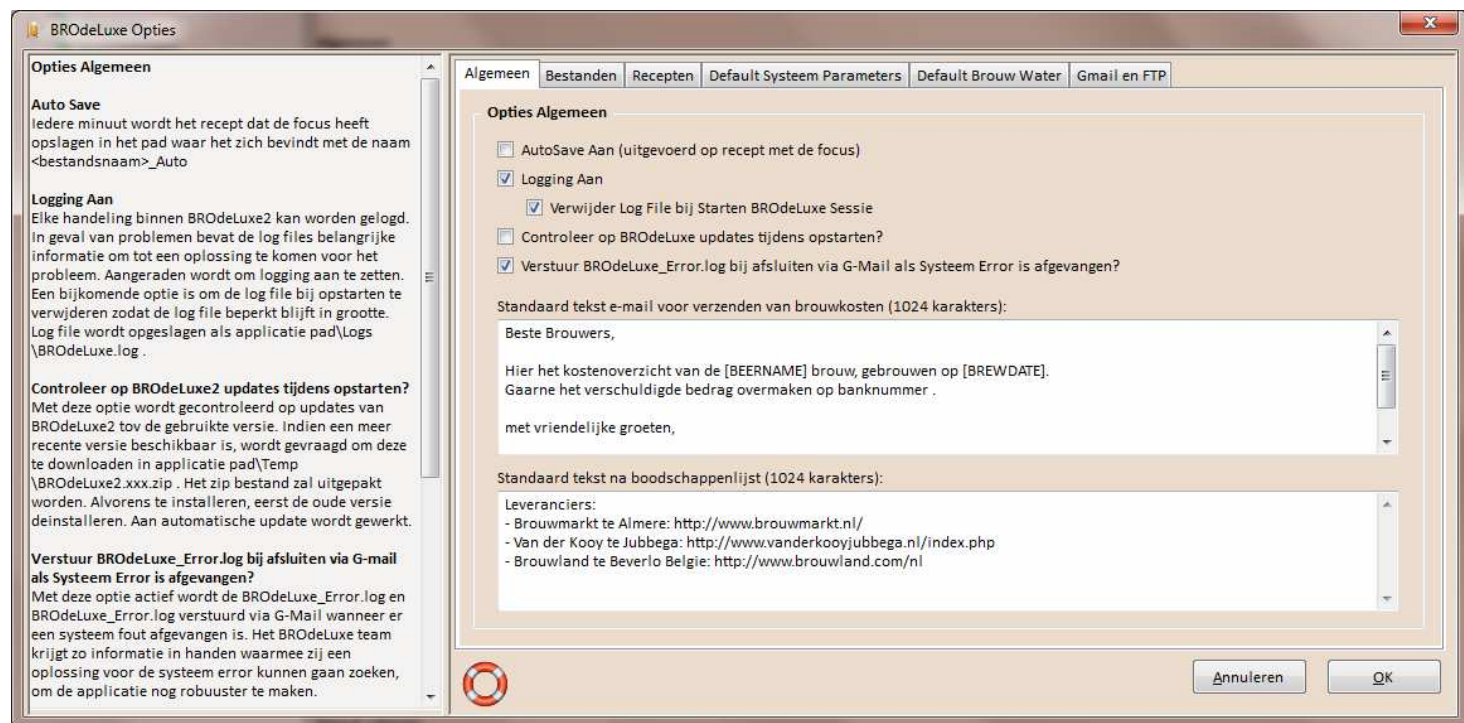 BROdeLuxe Opties
Opties Algemeen
Auto Save
Iedere minuut wordt het recept dat de focus heeft
opslagen in het pad waar het zich bevindt met de naam
<bestandsnaam>_Auto
Logging Aan
Elke handeling binnen BROdeLuxe2 kan worden gelogd.
In geval van problemen bevat de log files belangrijke
informatie om tot een oplossing te komen voor het
probleem. Aangeraden wordt om logging aan te zetten.
Een bijkomende optie is om de log file bij opstarten te
verwjderen zodat de log file beperkt blijft in grootte.
Log file wordt opgeslagen als applicatie pad\Logs
\BROdeLuxe.log .
Controleer op BROdeLuxe2 updates tijdens opstarten?
Met deze optie wordt gecontroleerd op updates van
BROdeLuxe2 tov de gebruikte versie. Indien een meer
recente versie beschikbaar is, wordt gevraagd om deze
te downloaden in applicatie pad\Temp
\BROdeLuxe2.xxx.zip . Het zip bestand zal uitgepakt
worden. Alvorens te installeren, eerst de oude versie
deinstalleren. Aan automatische update wordt gewerkt.
Verstuur BROdeLuxe_Error.log bij afsluiten via G-mail
als Systeem Error is afgevangen?
Met deze optie actief wordt de BROdeLuxe_Error.log en
BROdeLuxe_Error.log verstuurd via G-Mail wanneer er
een systeem fout afgevangen is. Het BROdeLuxe team
krijgt zo informatie in handen waarmee zij een
oplossing voor de systeem error kunnen gaan zoeken,
om de applicatie nog robuuster te maken.
Algemeen Bestanden Recepten Default Systeem Parameters Default Brouw Water Gmail en FTP
Opties Algemeen
AutoSave Aan (uitgevoerd op recept met de focus)
Logging Aan
Verwijder Log File bij Starten BROdeLuxe Sessie
Controleer op BROdeLuxe updates tijdens opstarten?
Verstuur BROdeLuxe_Error.log bij afsluiten via G-Mail als Systeem Error is afgevangen?
Standaard tekst e-mail voor verzenden van brouwkosten (1024 karakters):
Beste Brouwers,
Hier het kostenoverzicht van de [BEERNAME] brouw, gebrouwen op [BREWDATE].
Gaarne het verschuldigde bedrag overmaken op banknummer .
met vriendelijke groeten,
Standaard tekst na boodschappenlijst (1024 karakters):
Leveranciers:
- Brouwmarkt te Almere: http://www.brouwmarkt.nl/
- Van der Kooy te Jubbega: http://www.vanderkooyjubbega.nl/index.php
- Brouwland te Beverlo Belgie: http://www.brouwland.com/nl
Annuleren OK